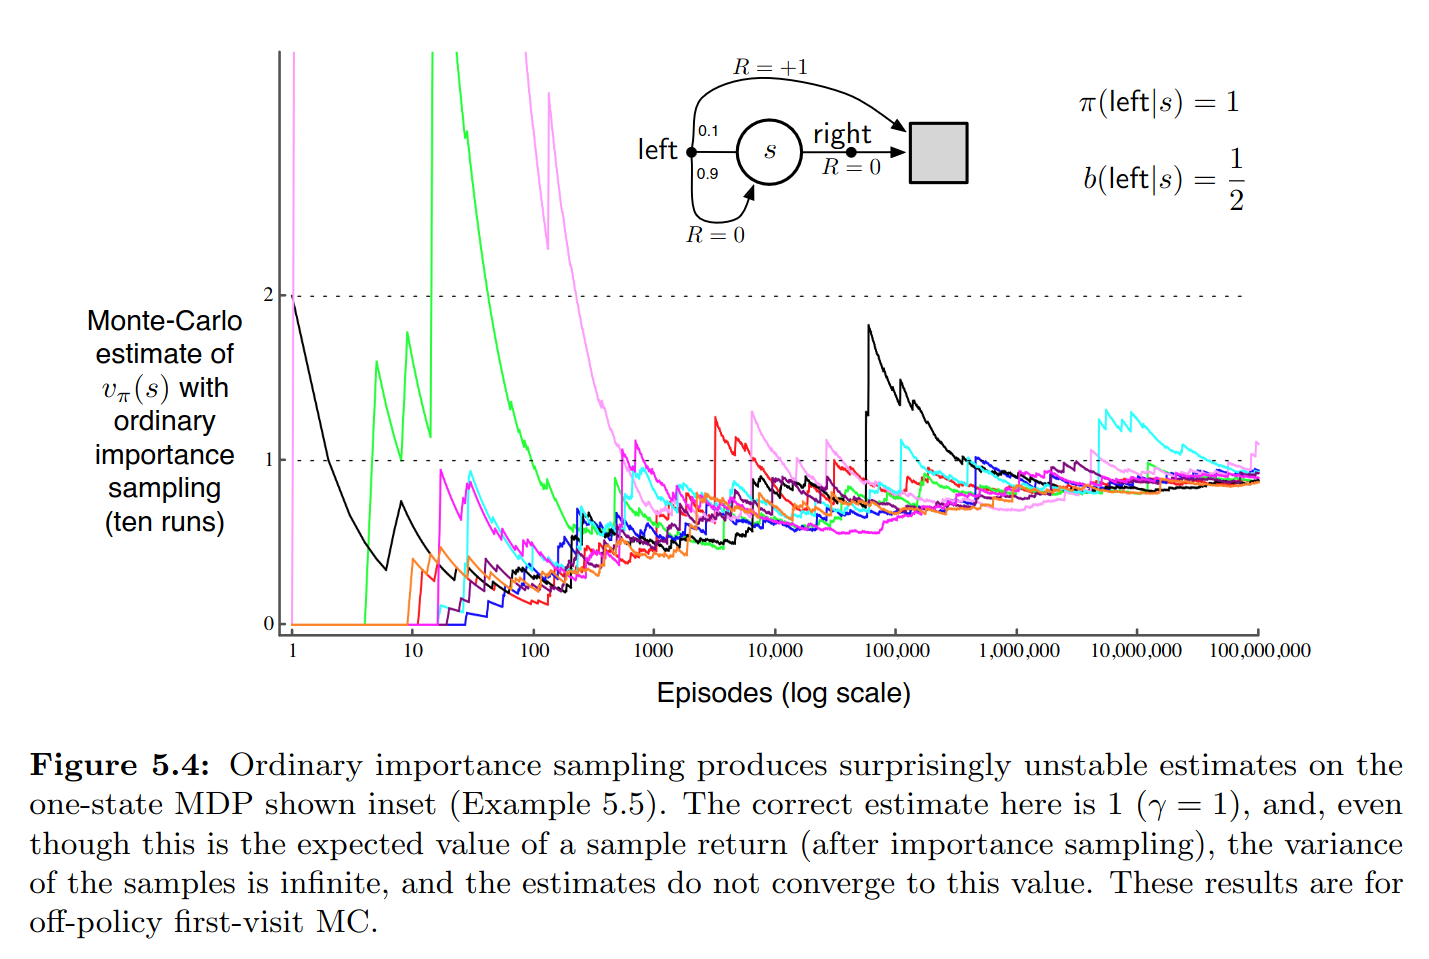 R = +1
π(left|s) = 1
0.1
left
s
right
R = 0
0.9
b(left|s) = 1/2
R = 0
2
Monte-Carlo
estimate of
vπ(s) with
ordinary
importance
sampling
(ten runs)
1
0
1 10 100 1000 10,000 100,000 1,000,000 10,000,000 100,000,000
Episodes (log scale)
Figure 5.4: Ordinary importance sampling produces surprisingly unstable estimates on the
one-state MDP shown inset (Example 5.5). The correct estimate here is 1 (γ = 1), and, even
though this is the expected value of a sample return (after importance sampling), the variance
of the samples is infinite, and the estimates do not converge to this value. These results are for
off-policy first-visit MC.